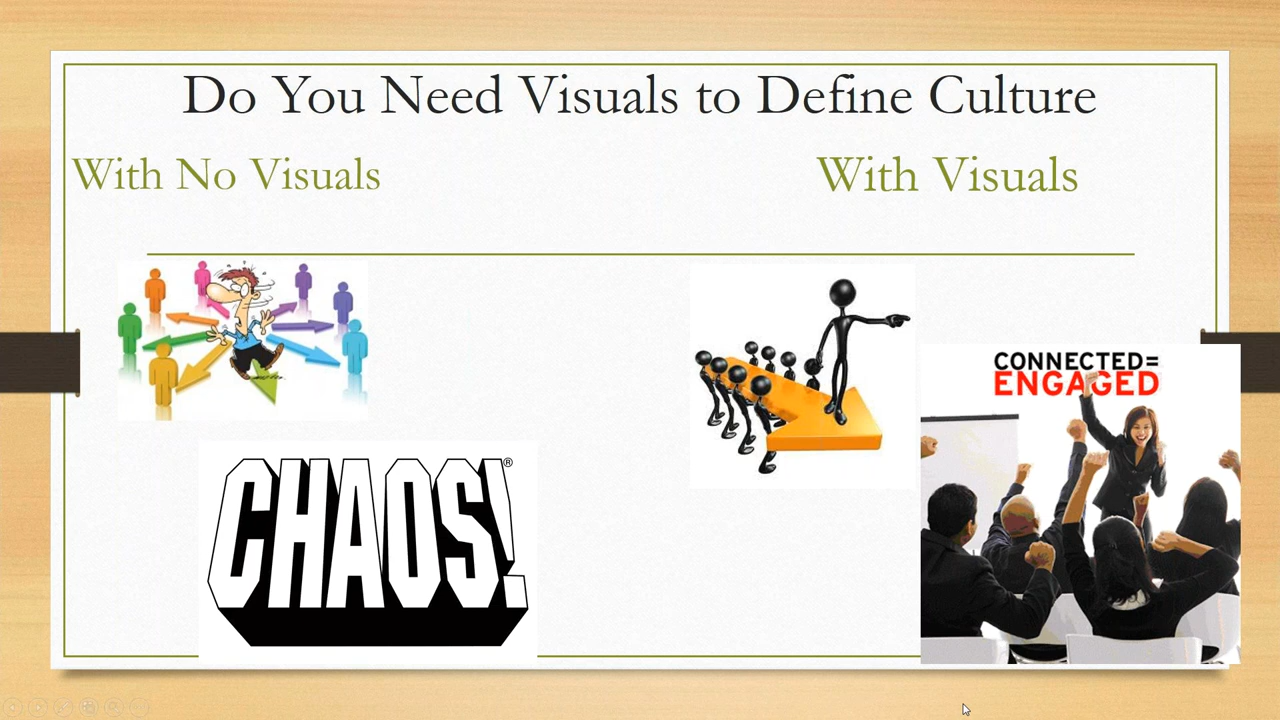 Do You Need Visuals to Define Culture
With No Visuals
With Visuals
CONNECTED=
ENGAGED
CHAOS!®